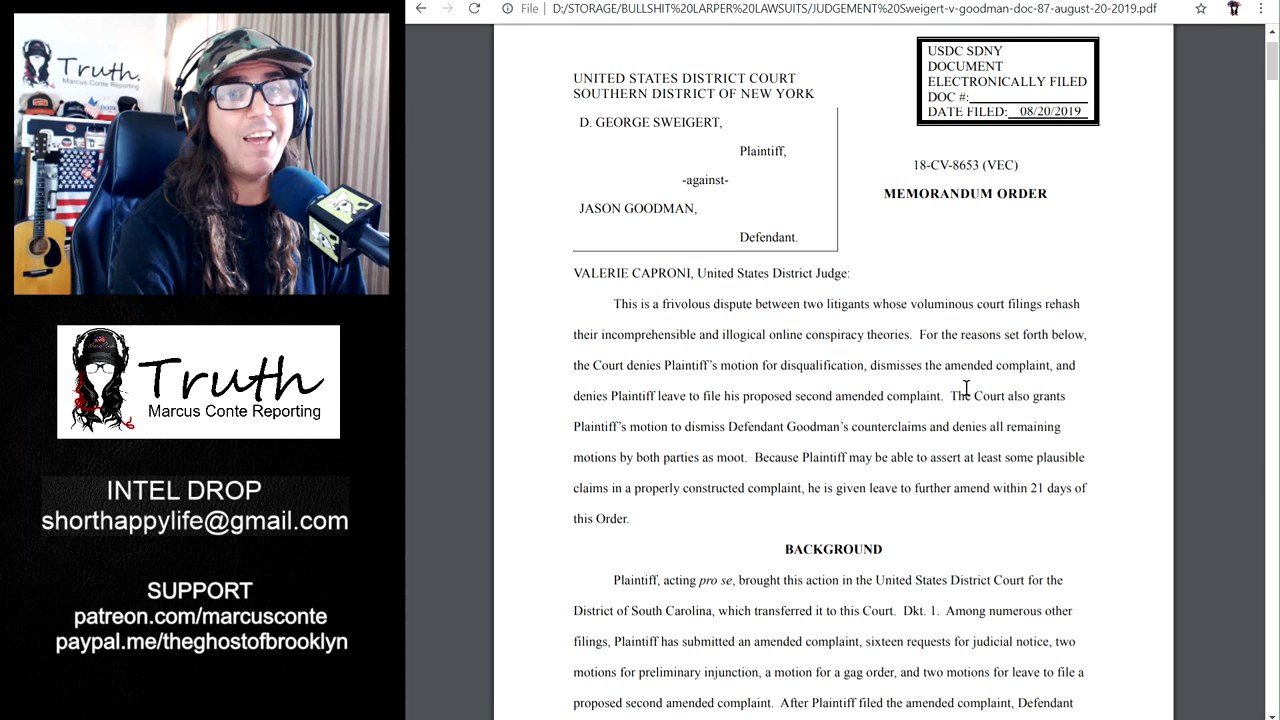 File | D:/STORAGE/BULLSHIT%20LARPER%20LAWSUITS/JUDGEMENT%20Sweigert-v-goodman-doc-87-august-20-2019.pdf
Truth.
Marcus Conte Reporting
Truth
Marcus Conte Reporting
INTEL DROP
shorthappylife@gmail.com
SUPPORT
patreon.com/marcusconte
paypal.me/theghostofbrooklyn
USDC SDNY
DOCUMENT
ELECTRONICALLY FILED
DOC #:
DATE FILED: 08/20/2019
UNITED STATES DISTRICT COURT
SOUTHERN DISTRICT OF NEW YORK
D. GEORGE SWEIGERT,
Plaintiff,
-against-
JASON GOODMAN,
Defendant.
18-CV-8653 (VEC)
MEMORANDUM ORDER
VALERIE CAPRONI, United States District Judge:
This is a frivolous dispute between two litigants whose voluminous court filings rehash
their incomprehensible and illogical online conspiracy theories. For the reasons set forth below,
the Court denies Plaintiff's motion for disqualification, dismisses the amended complaint, and
denies Plaintiff leave to file his proposed second amended complaint. The Court also grants
Plaintiff's motion to dismiss Defendant Goodman's counterclaims and denies all remaining
motions by both parties as moot. Because Plaintiff may be able to assert at least some plausible
claims in a properly constructed complaint, he is given leave to further amend within 21 days of
this Order.
BACKGROUND
Plaintiff, acting pro se, brought this action in the United States District Court for the
District of South Carolina, which transferred it to this Court. Dkt. 1. Among numerous other
filings, Plaintiff has submitted an amended complaint, sixteen requests for judicial notice, two
motions for preliminary injunction, a motion for a gag order, and two motions for leave to file a
proposed second amended complaint. After Plaintiff filed the amended complaint, Defendant